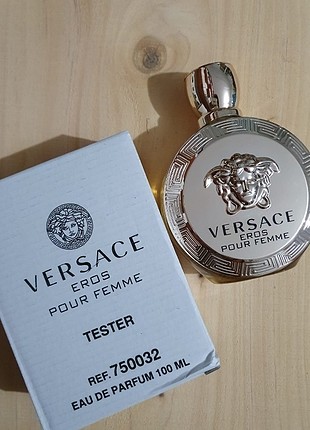 VERSACE
EROS
POUR FEMME
TESTER
REF. 750032
EAU DE PARFUM 100 ML
VERSACE
EROS
POUR FEMME